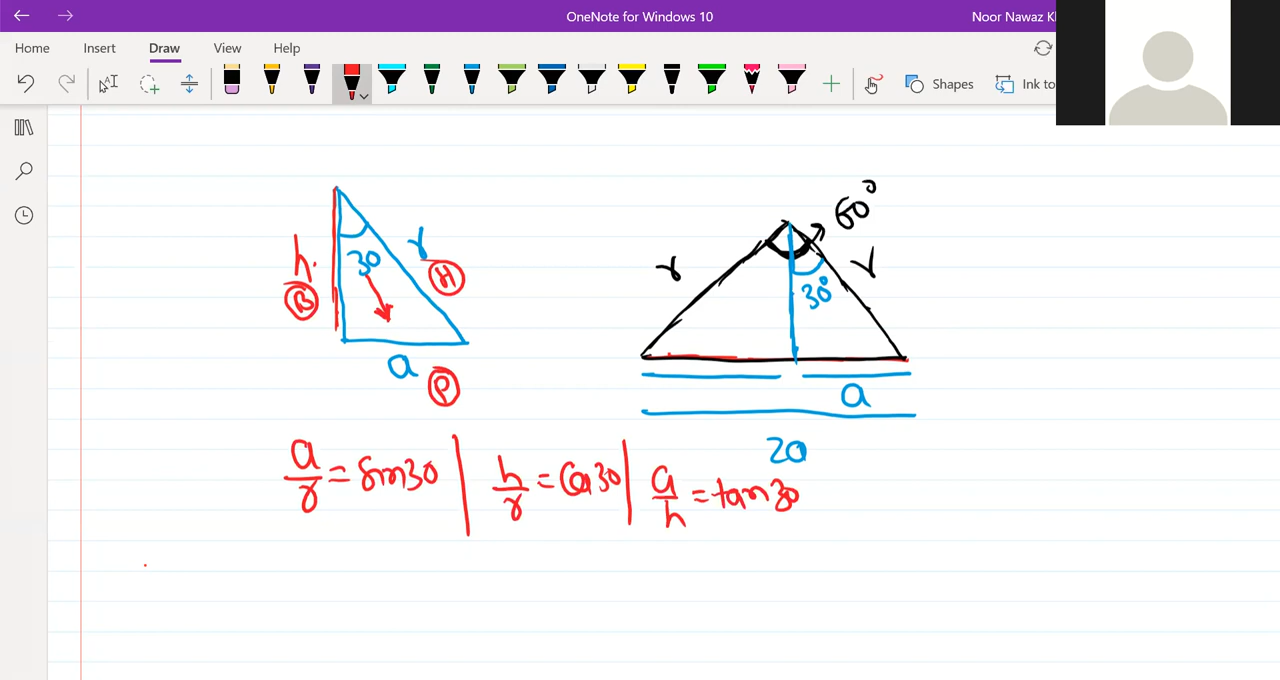 OneNote for Windows 10
Noor Nawaz Kh
Home Insert Draw View Help
Shapes
Ink to
h.
B
30
r
H
a
P
60°
r
r
30°
a
2a
a/r = sin30 | h/r = Cos30 | a/h = tan30